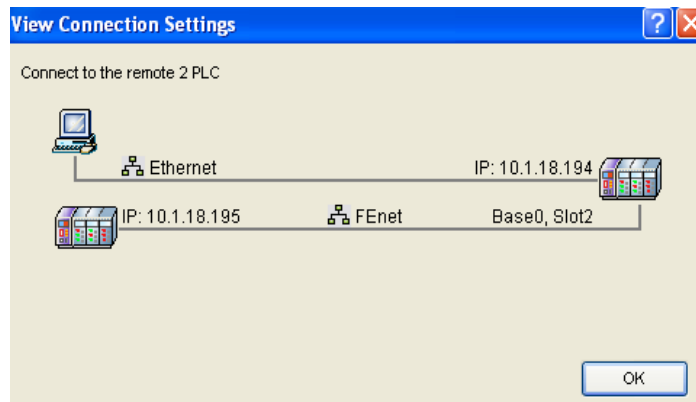 View Connection Settings
Connect to the remote 2 PLC
Ethernet IP: 10.1.18.194
IP: 10.1.18.195 FEnet Base0, Slot2
OK